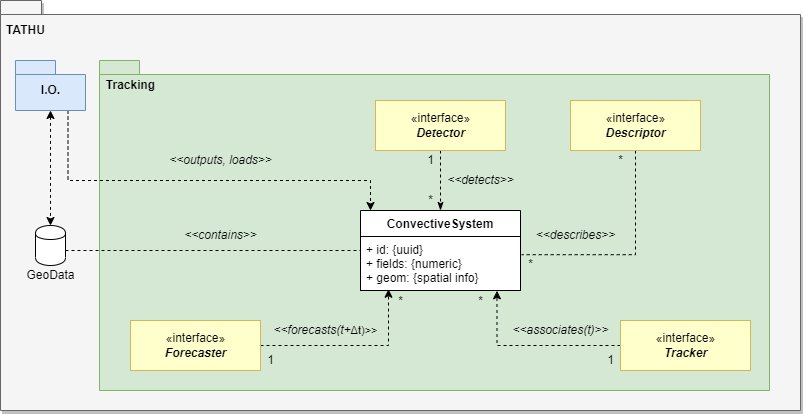 TATHU
I.O.
Tracking
«interface»
Detector
«interface»
Descriptor
1
*
<<outputs, loads>>
<<detects>>
*
ConvectiveSystem
<<contains>>
+ id: {uuid}
+ fields: {numeric}
+ geom: {spatial info}
<<describes>>
*
GeoData
*
*
«interface»
Forecaster
<<forecasts(t+Δt)>>
1
<<associates(t)>>
1
«interface»
Tracker